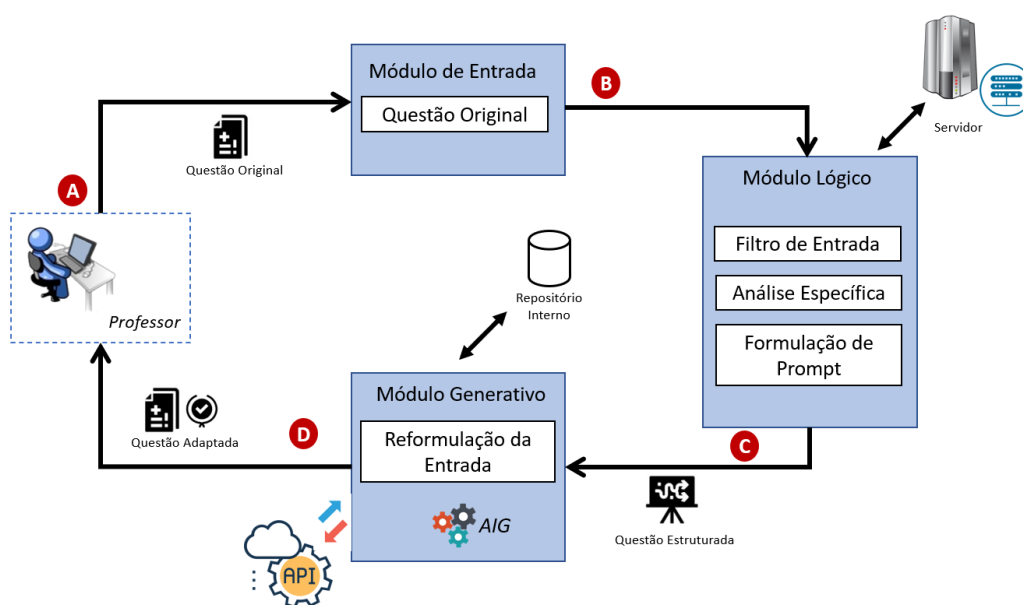 Módulo de Entrada
Questão Original
B
Servidor
Questão Original
A
Professor
Módulo Lógico
Filtro de Entrada
Análise Específica
Formulação de
Prompt
Repositório
Interno
Módulo Generativo
Reformulação da
Entrada
AIG
D
Questão Adaptada
C
Questão Estruturada
API